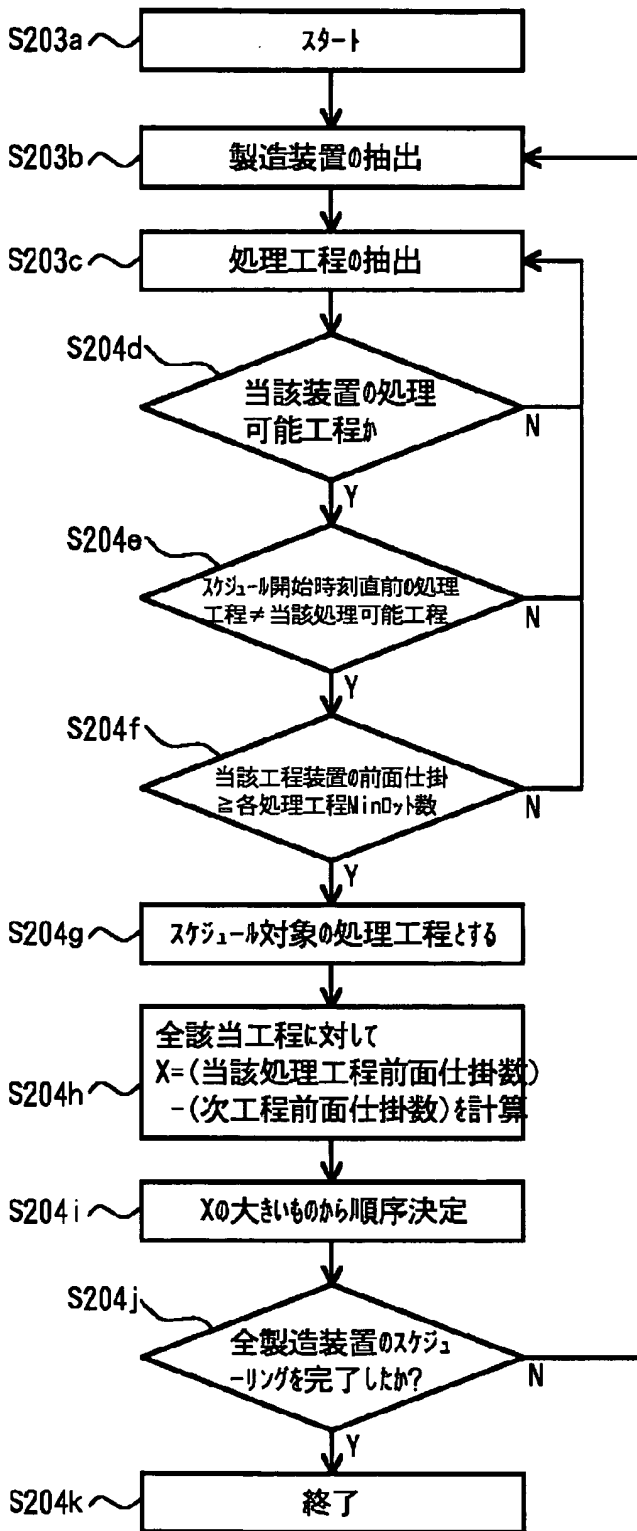 S203a
スタート
S203b
製造装置の抽出
S203c
処理工程の抽出
S204d
当該装置の処理
可能工程か
N
Y
S204e
スケジュール開始時刻直前の処理
工程≠当該処理可能工程
N
Y
S204f
当該工程装置の前面仕掛
≧各処理工程Minロット数
N
Y
S204g
スケジュール対象の処理工程とする
S204h
全該当工程に対して
X=(当該処理工程前面仕掛数)
-(次工程前面仕掛数)を計算
S204i
Xの大きいものから順序決定
S204j
全製造装置のスケジュ
ーリングを完了したか?
N
Y
S204k
終了